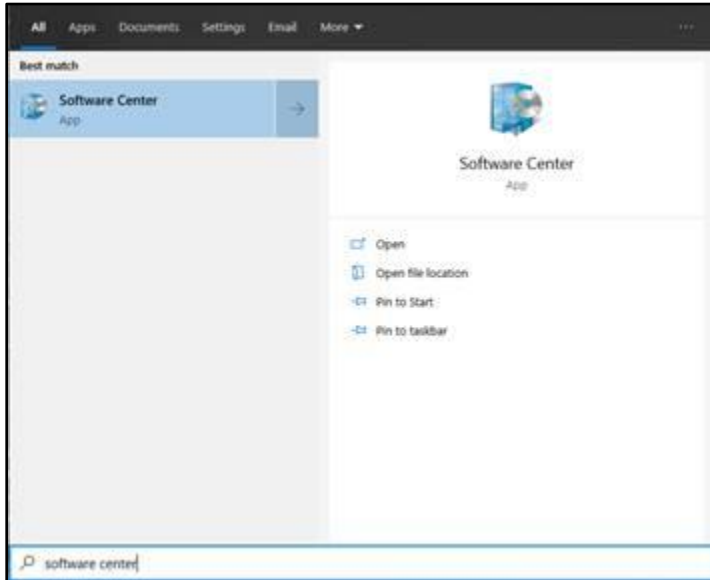 All Apps Documents Settings Email More
Best match
Software Center
App
Software Center
App
Open
Open file location
Pin to Start
Pin to taskbar
software center